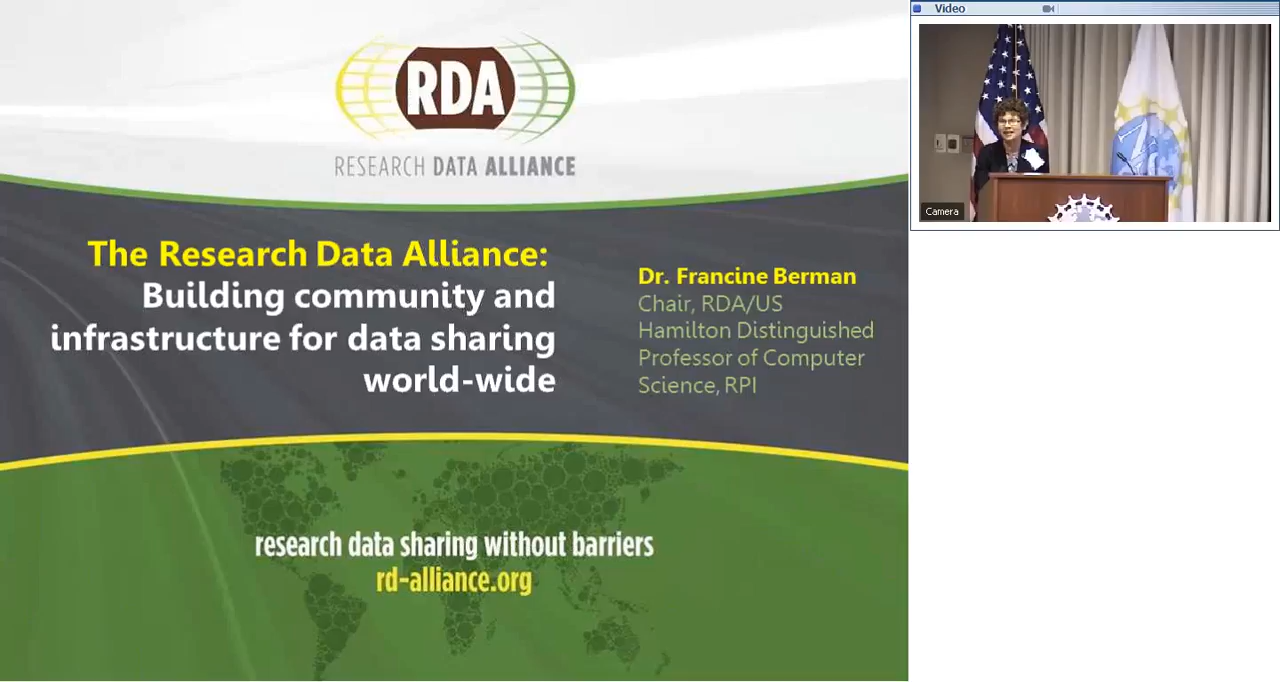 RDA
RESEARCH DATA ALLIANCE
The Research Data Alliance:
Building community and
infrastructure for data sharing
world-wide
Dr. Francine Berman
Chair, RDA/US
Hamilton Distinguished
Professor of Computer
Science, RPI
research data sharing without barriers
rd-alliance.org
Video
Camera